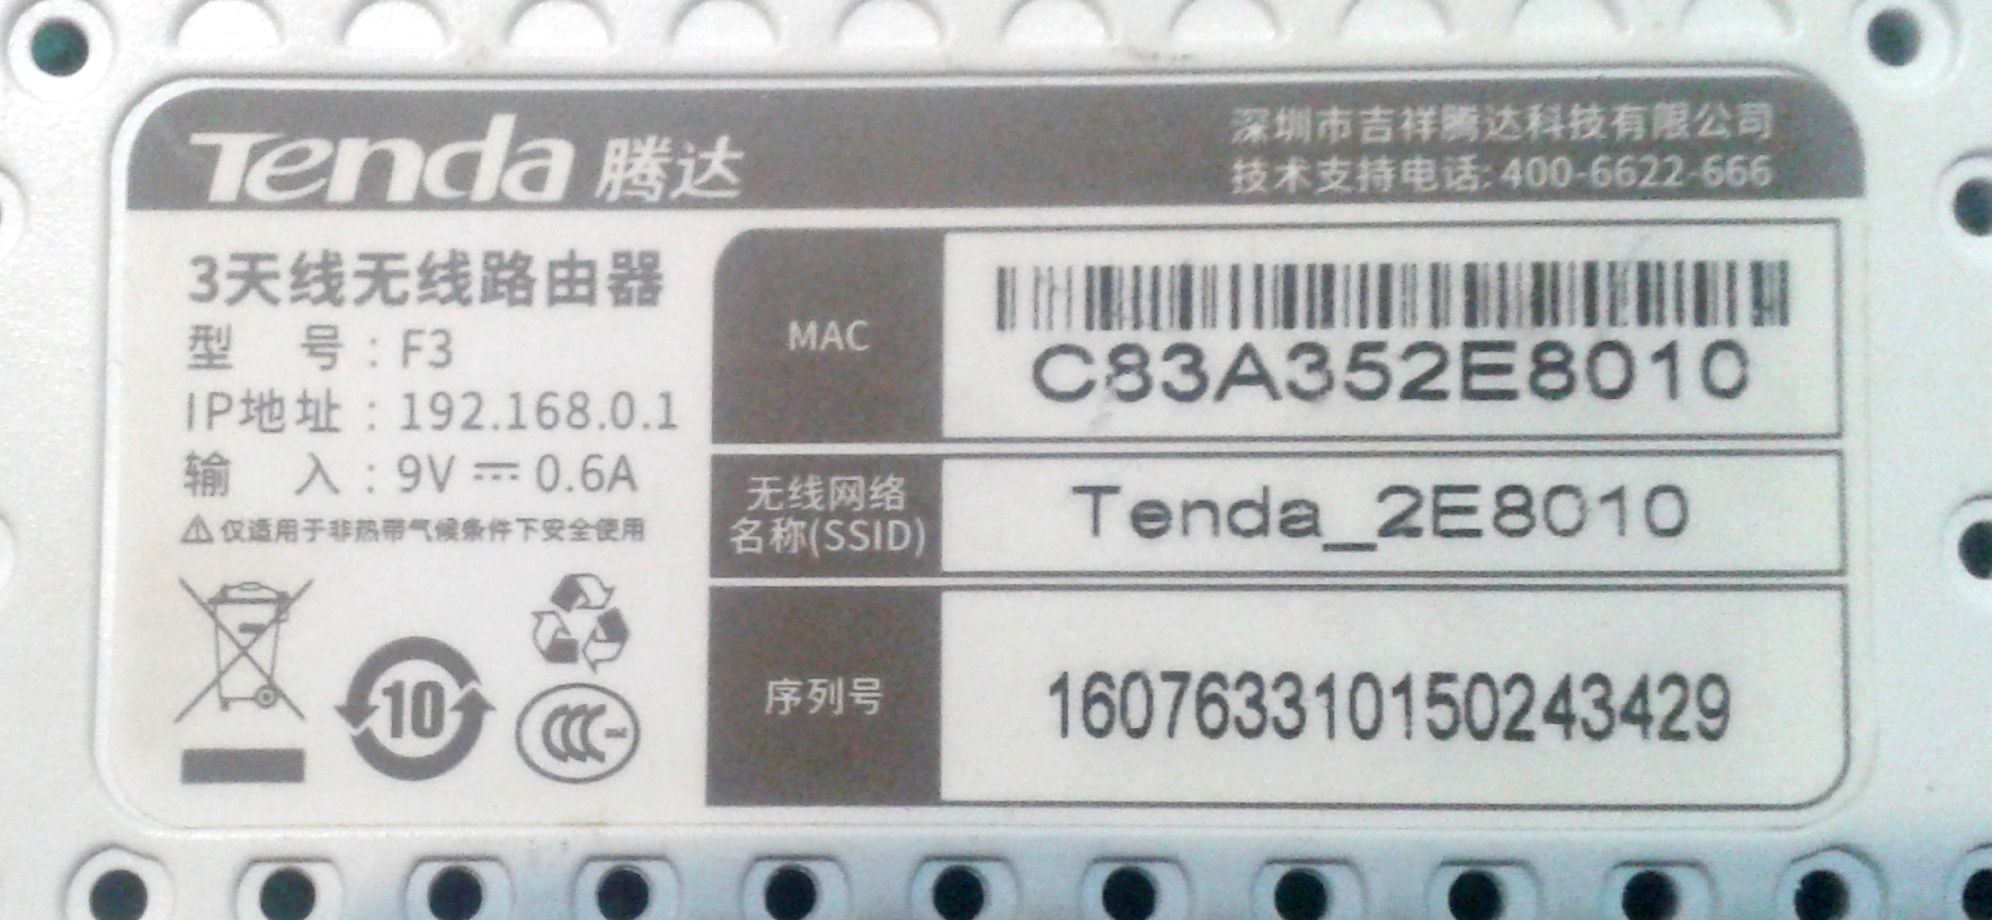 Tenda 腾达
深圳市吉祥腾达科技有限公司
技术支持电话:400-6622-666
3天线无线路由器
型 号:F3
IP地址:192.168.0.1
输 入:9V ⎓ 0.6A
⚠仅适用于非热带气候条件下安全使用
10
CCC
MAC
C83A352E8010
无线网络
名称(SSID)
Tenda_2E8010
序列号
160763310150243429